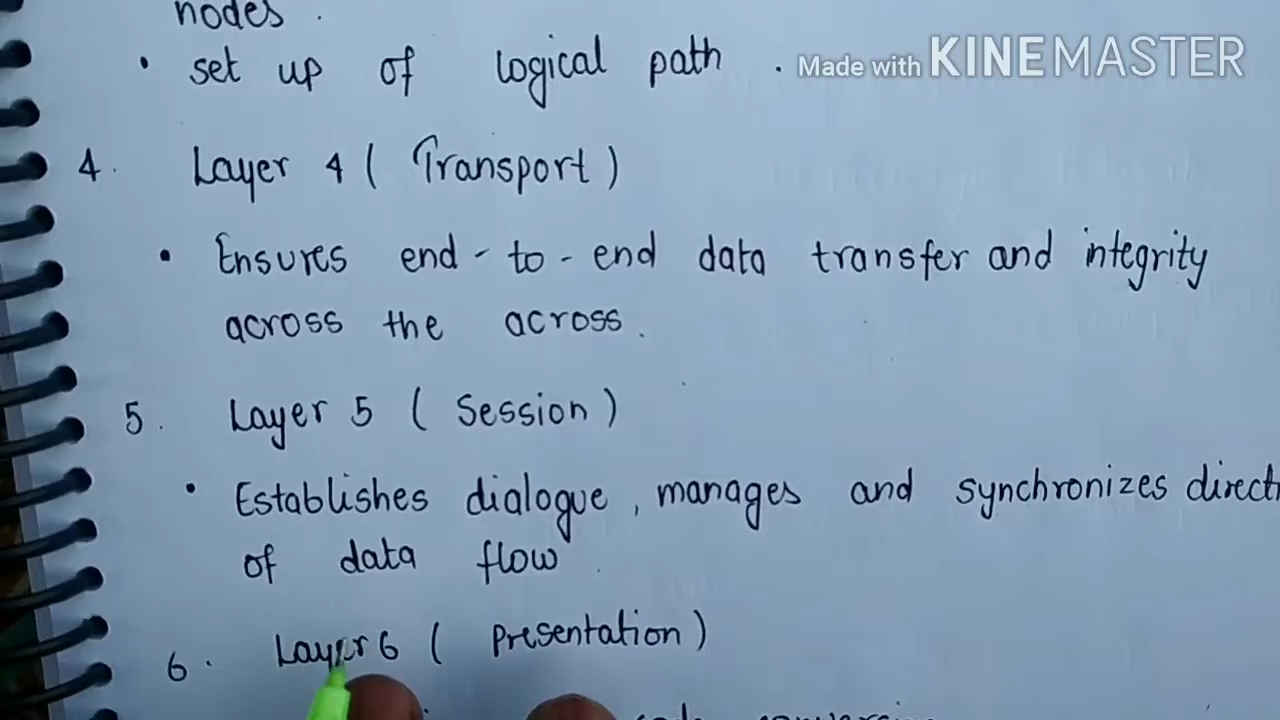 nodes.
• set up of logical path.
Made with KINEMASTER
4. Layer 4 ( Transport )
• Ensures end-to-end data transfer and integrity
across the across.
5. Layer 5 ( Session )
• Establishes dialogue, manages and synchronizes direct
of data flow.
6. Layer 6 ( Presentation )